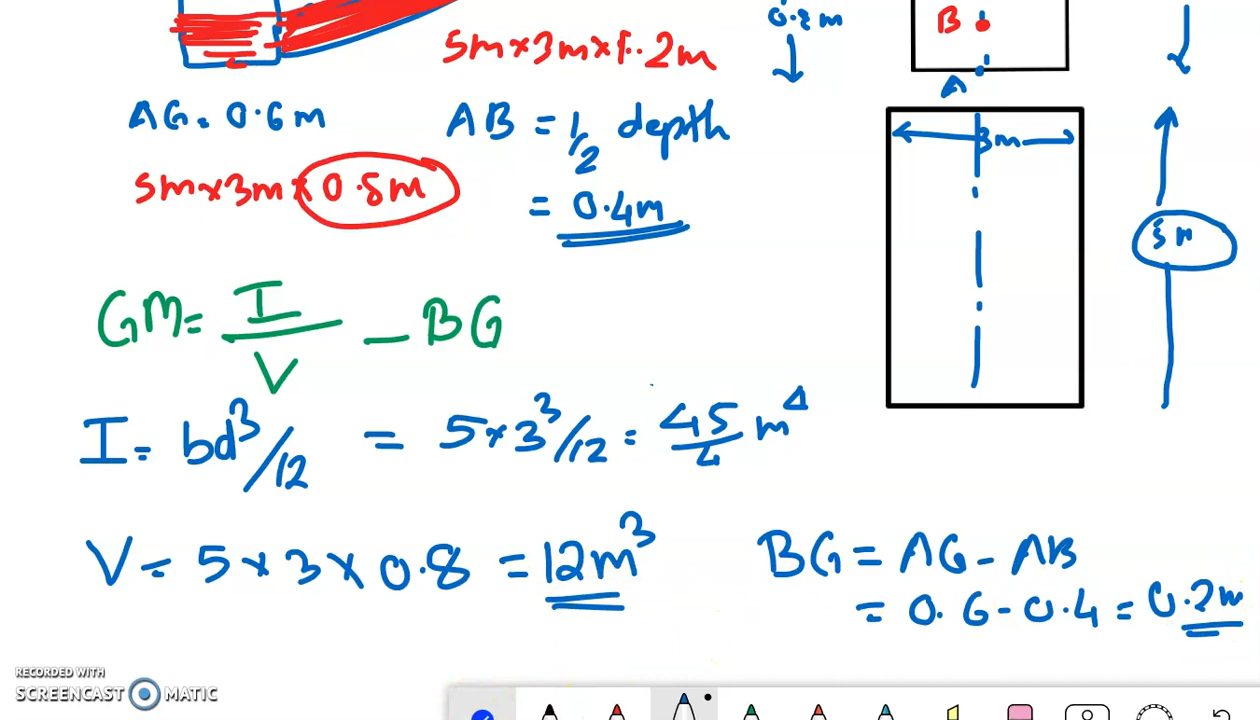 0.8m
B
5m×3m×1.2m
A
AG = 0.6m
AB = 1/2 depth
3m
5m×3m×0.8m
= 0.4m
5m
GM = I/V - BG
I = bd³/12 = 5×3³/12 = 45/4 m⁴
V = 5×3×0.8 = 12m³
BG = AG - AB
= 0.6-0.4 = 0.2m
RECORDED WITH
SCREENCAST MATIC